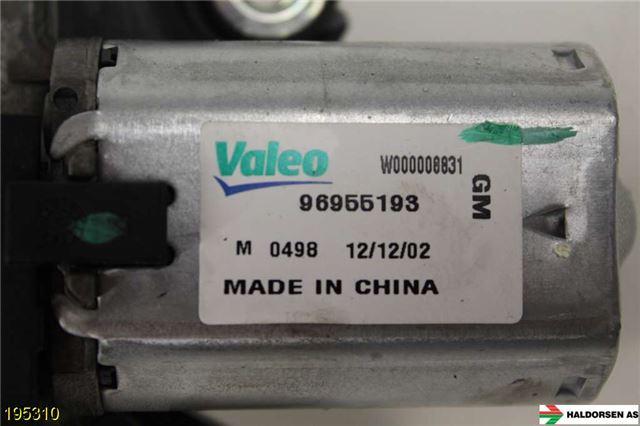 Valeo W000008831
GM
96955193
M 0498 12/12/02
MADE IN CHINA
195310
HALDORSEN AS